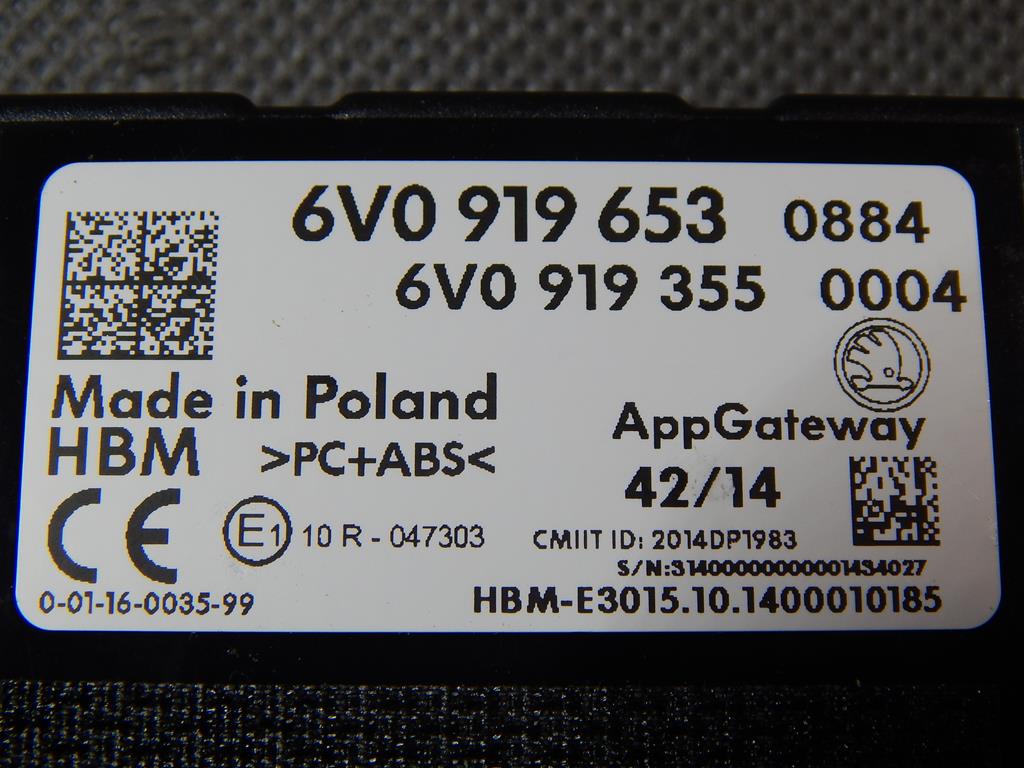 6V0 919 653 0884
6V0 919 355 0004
Made in Poland
HBM >PC+ABS<
AppGateway
42/14
CE E1 10 R - 047303
CMIIT ID: 2014DP1983
S/N:31400000000001434027
0-01-16-0035-99
HBM-E3015.10.1400010185